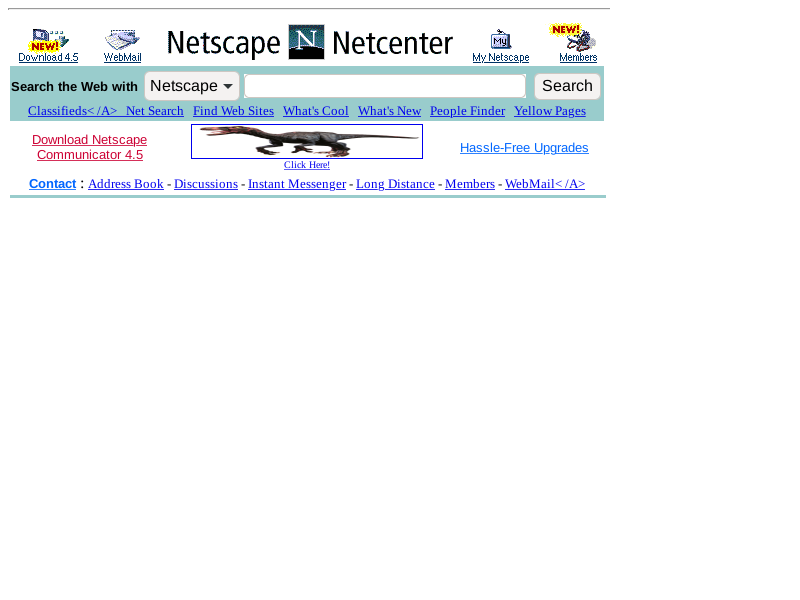 NEW! Download 4.5 WebMail Netscape N Netcenter My My Netscape NEW! Members
Search the Web with Netscape Search
Classifieds< /A> Net Search Find Web Sites What's Cool What's New People Finder Yellow Pages
Download Netscape
Communicator 4.5
Click Here!
Hassle-Free Upgrades
Contact : Address Book - Discussions - Instant Messenger - Long Distance - Members - WebMail< /A>